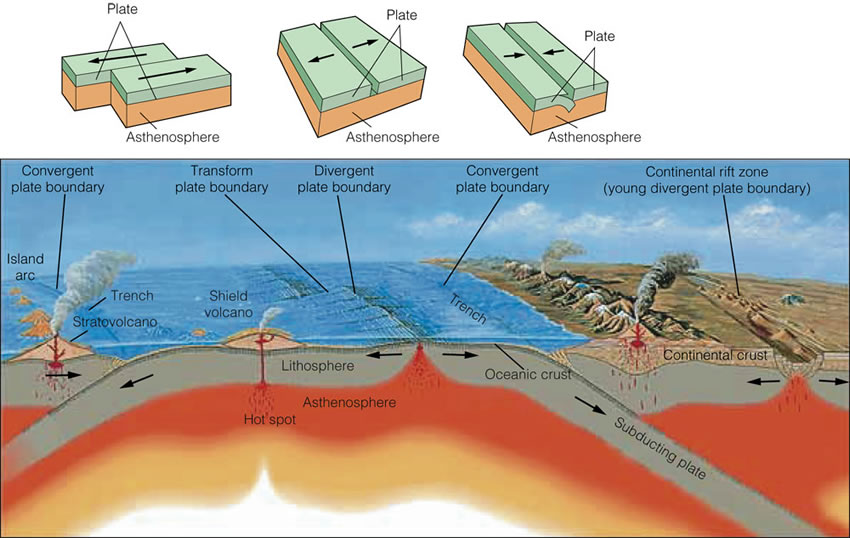 Plate
Asthenosphere
Plate
Asthenosphere
Plate
Asthenosphere
Convergent
plate boundary
Transform
plate boundary
Divergent
plate boundary
Convergent
plate boundary
Continental rift zone
(young divergent plate boundary)
Island
arc
Trench
Stratovolcano
Shield
volcano
Trench
Lithosphere
Oceanic crust
Continental crust
Asthenosphere
Hot spot
Subducting plate